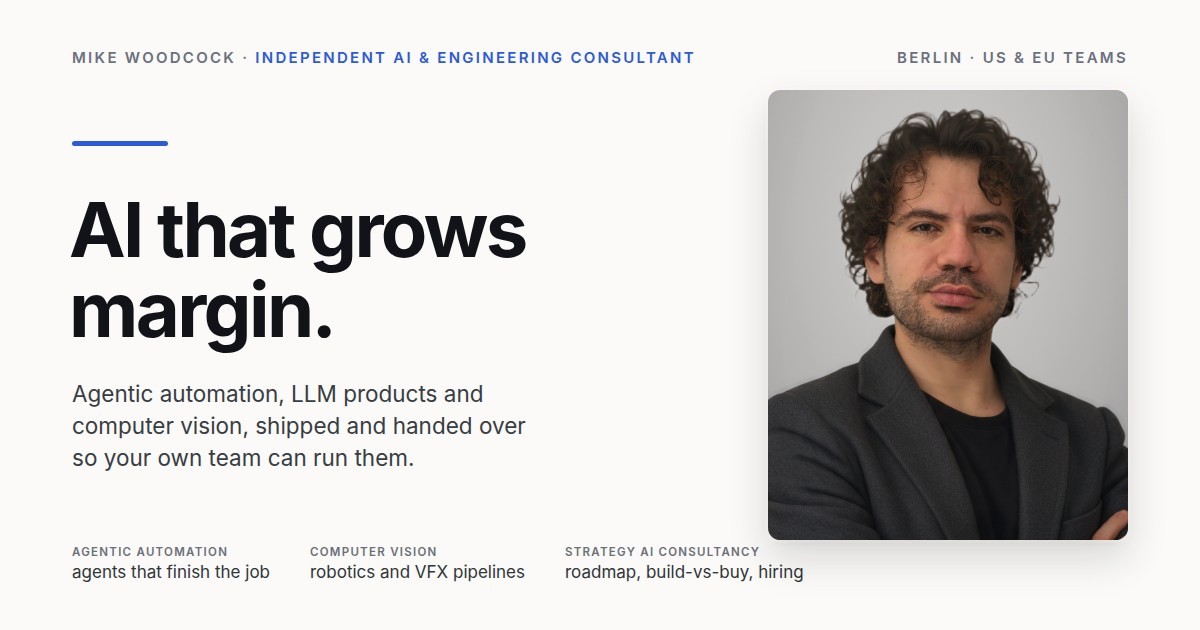 MIKE WOODCOCK · INDEPENDENT AI & ENGINEERING CONSULTANT
BERLIN · US & EU TEAMS
AI that grows
margin.
Agentic automation, LLM products and
computer vision, shipped and handed over
so your own team can run them.
AGENTIC AUTOMATION
agents that finish the job
COMPUTER VISION
robotics and VFX pipelines
STRATEGY AI CONSULTANCY
roadmap, build-vs-buy, hiring